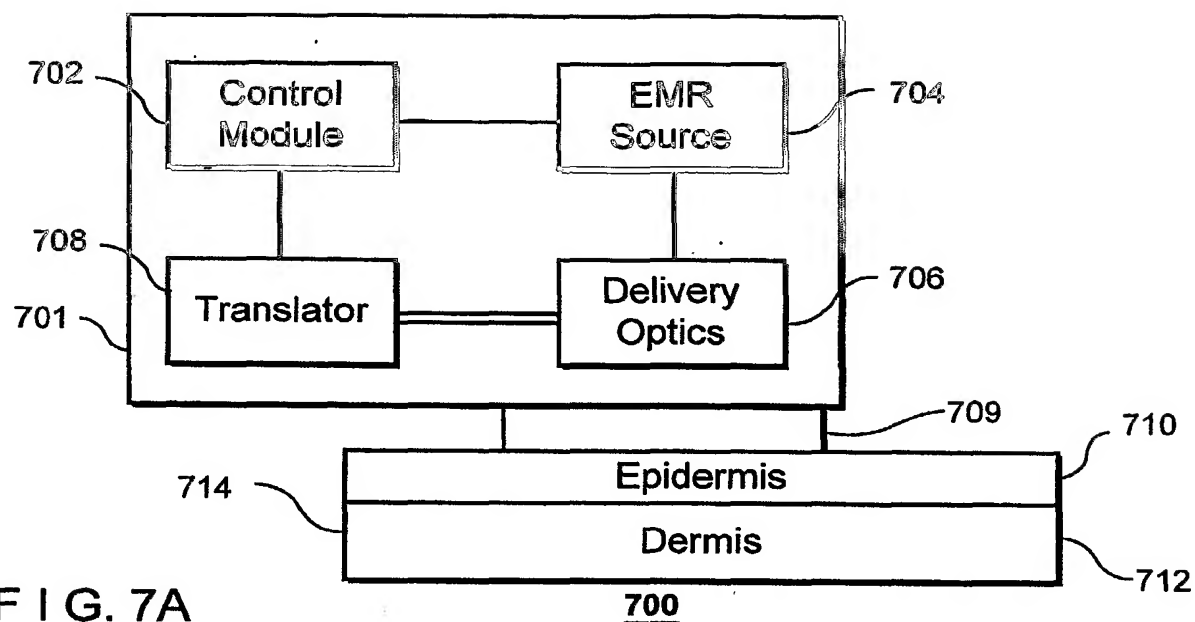 702
Control
Module
EMR
Source
704
708
Translator
Delivery
Optics
706
701
709
710
Epidermis
714
Dermis
712
F I G. 7A
700